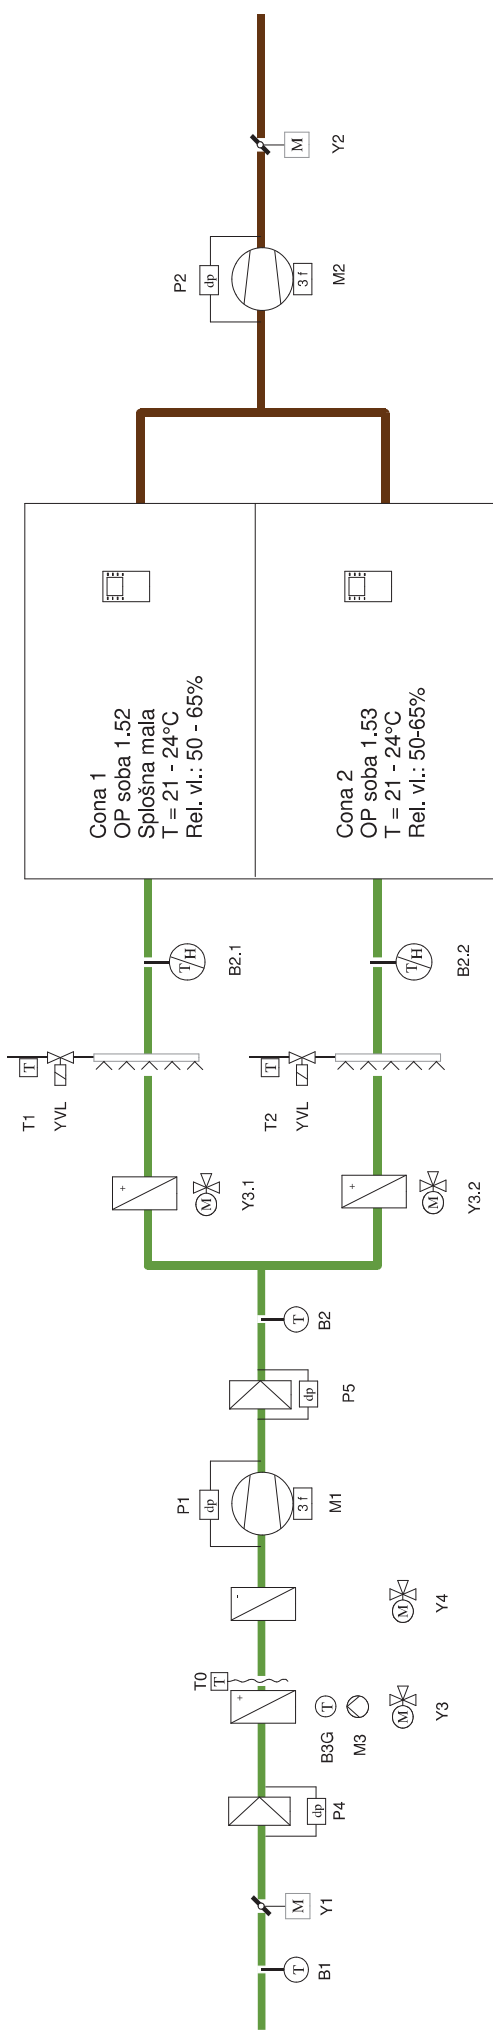 Y2
M
P2
dp
3 f
M2
Cona 1
OP soba 1.52
Splošna mala
T = 21 - 24°C
Rel. vl.: 50 - 65%
Cona 2
OP soba 1.53
T = 21 - 24°C
Rel. vl.: 50-65%
T H
B2.1
T H
B2.2
T
T1
YVL
T
T2
YVL
+
M
Y3.1
+
M
Y3.2
T
B2
dp
P5
P1
dp
3 f
M1
-
M
Y4
T0
T
+
T
B3G
M3
M
Y3
dp
P4
M
Y1
T
B1